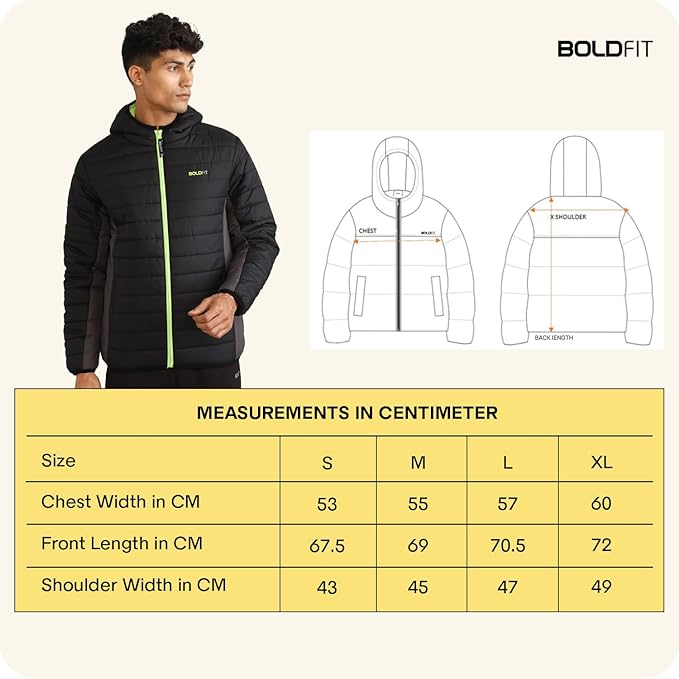 BOLDFIT
BOLDFIT
CHEST
BOLDFIT
X SHOULDER
BACK LENGTH
MEASUREMENTS IN CENTIMETER
Size S M L XL
Chest Width in CM 53 55 57 60
Front Length in CM 67.5 69 70.5 72
Shoulder Width in CM 43 45 47 49